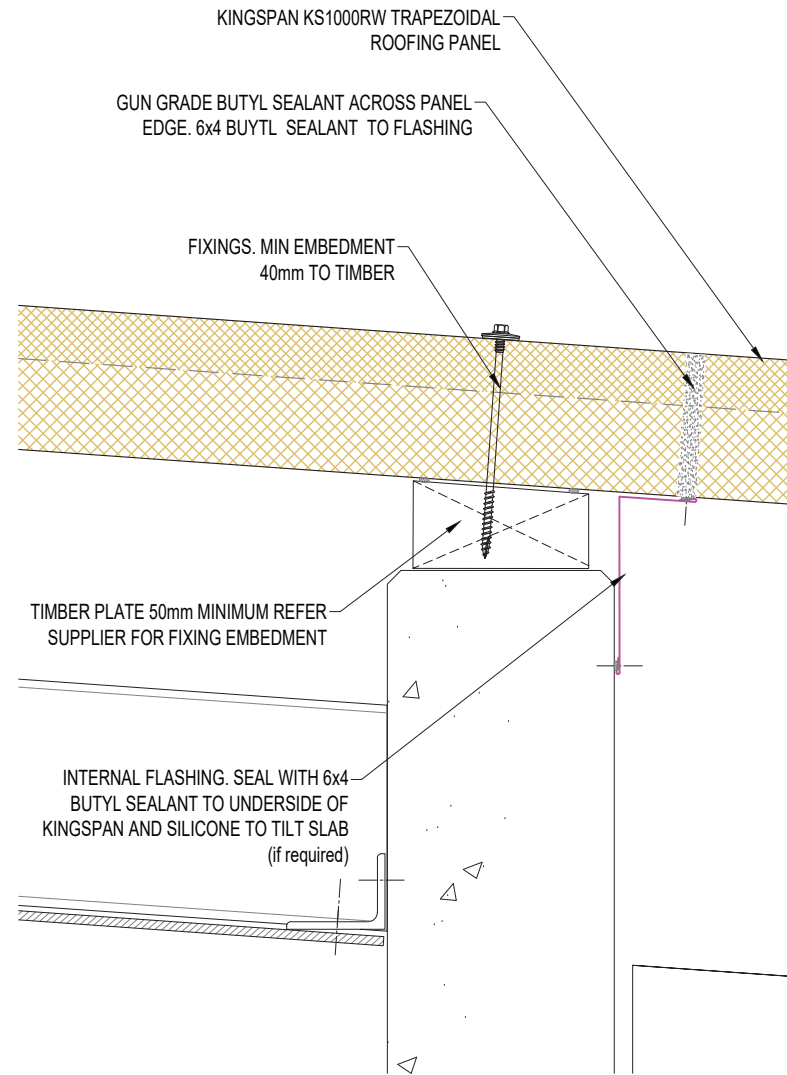 KINGSPAN KS1000RW TRAPEZOIDAL
ROOFING PANEL
GUN GRADE BUTYL SEALANT ACROSS PANEL
EDGE. 6x4 BUYTL SEALANT TO FLASHING
FIXINGS. MIN EMBEDMENT
40mm TO TIMBER
TIMBER PLATE 50mm MINIMUM REFER
SUPPLIER FOR FIXING EMBEDMENT
INTERNAL FLASHING. SEAL WITH 6x4
BUTYL SEALANT TO UNDERSIDE OF
KINGSPAN AND SILICONE TO TILT SLAB
(if required)